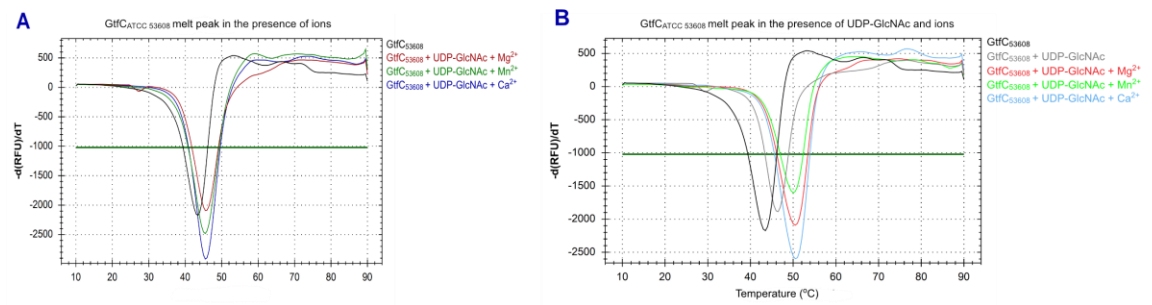 A
GtfC ATCC 53608 melt peak in the presence of ions
-d(RFU)/dT
500
0
-500
-1000
-1500
-2000
-2500
10 20 30 40 50 60 70 80 90
GtfC53608
GtfC53608 + UDP-GlcNAc + Mg2+
GtfC53608 + UDP-GlcNAc + Mn2+
GtfC53608 + UDP-GlcNAc + Ca2+
B
GtfC ATCC 53608 melt peak in the presence of UDP-GlcNAc and ions
-d(RFU)/dT
500
0
-500
-1000
-1500
-2000
-2500
10 20 30 40 50 60 70 80 90
Temperature (°C)
GtfC53608
GtfC53608 + UDP-GlcNAc
GtfC53608 + UDP-GlcNAc + Mg2+
GtfC53608 + UDP-GlcNAc + Mn2+
GtfC53608 + UDP-GlcNAc + Ca2+